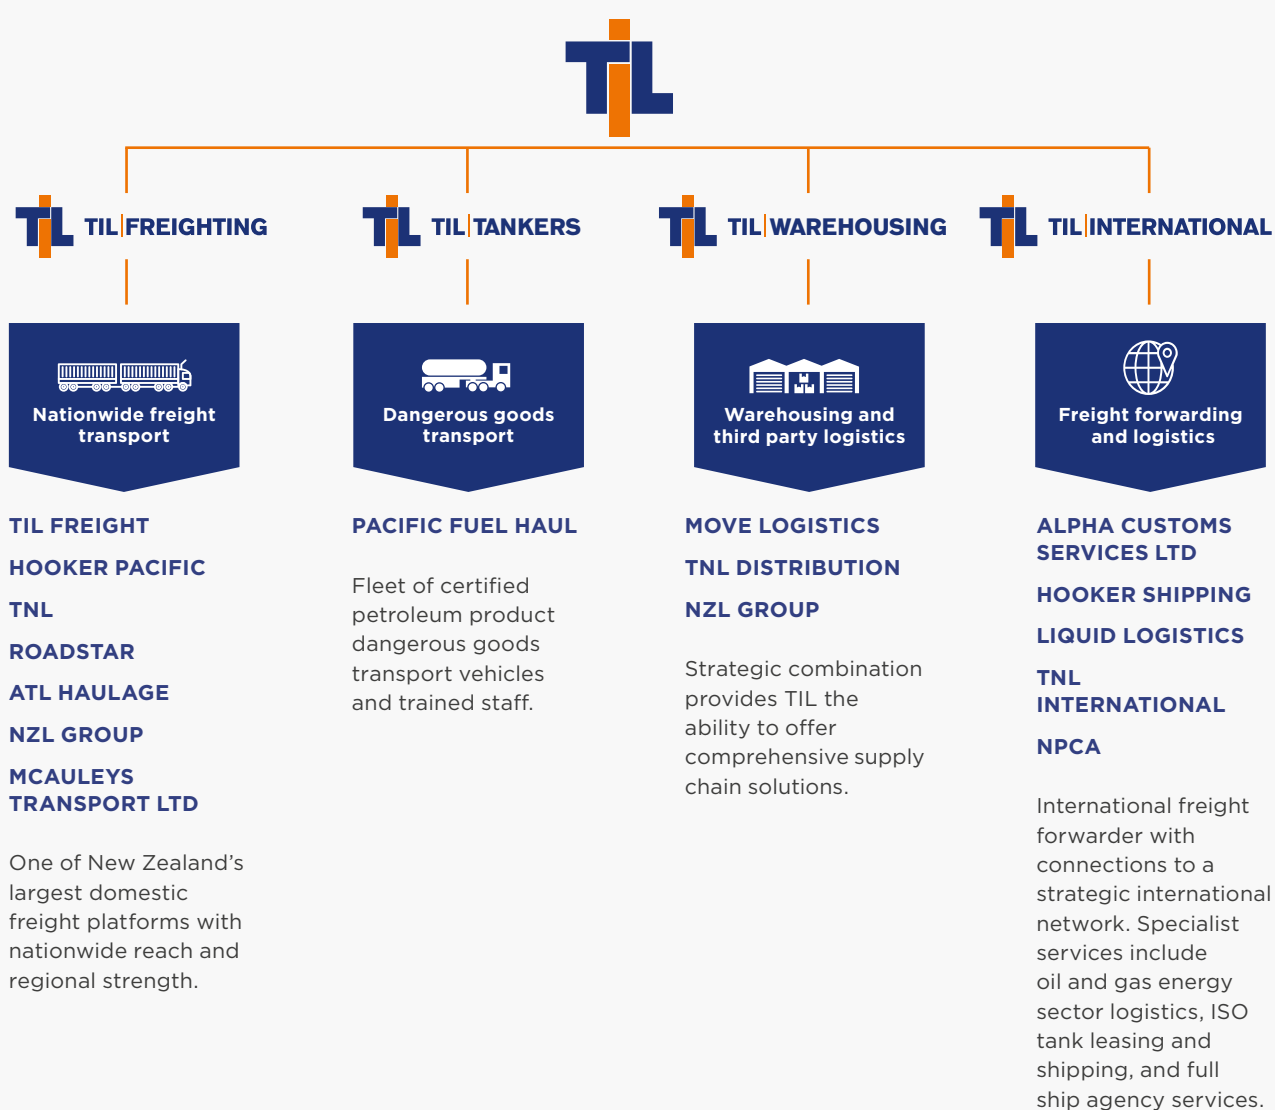 TIL
TIL TIL|FREIGHTING
TIL TIL|TANKERS
TIL TIL|WAREHOUSING
TIL TIL|INTERNATIONAL
Nationwide freight
transport
TIL FREIGHT
HOOKER PACIFIC
TNL
ROADSTAR
ATL HAULAGE
NZL GROUP
MCAULEYS
TRANSPORT LTD
One of New Zealand’s
largest domestic
freight platforms with
nationwide reach and
regional strength.
Dangerous goods
transport
PACIFIC FUEL HAUL
Fleet of certified
petroleum product
dangerous goods
transport vehicles
and trained staff.
Warehousing and
third party logistics
MOVE LOGISTICS
TNL DISTRIBUTION
NZL GROUP
Strategic combination
provides TIL the
ability to offer
comprehensive supply
chain solutions.
Freight forwarding
and logistics
ALPHA CUSTOMS
SERVICES LTD
HOOKER SHIPPING
LIQUID LOGISTICS
TNL
INTERNATIONAL
NPCA
International freight
forwarder with
connections to a
strategic international
network. Specialist
services include
oil and gas energy
sector logistics, ISO
tank leasing and
shipping, and full
ship agency services.